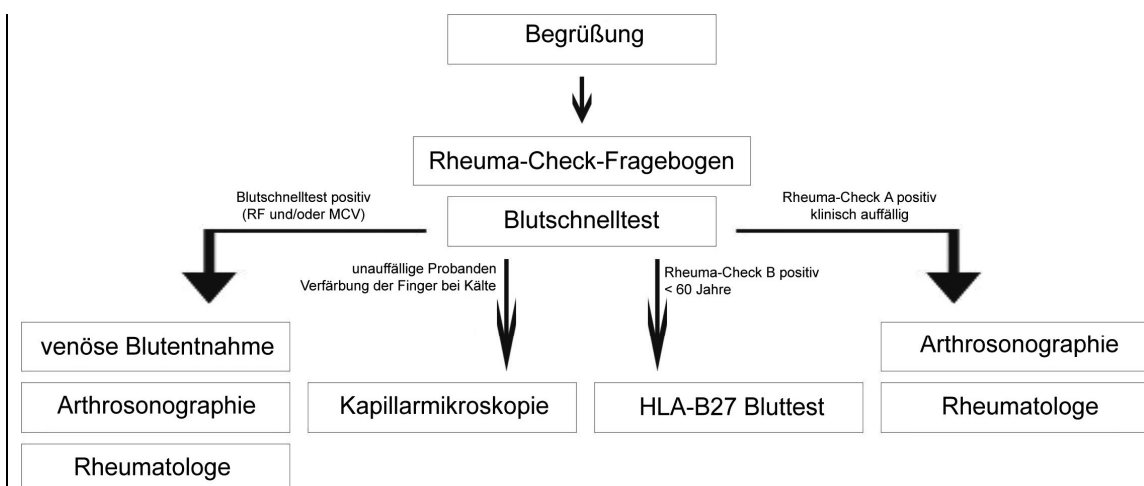 Begrüßung
Rheuma-Check-Fragebogen
Blutschnelltest positiv
(RF und/oder MCV)
Blutschnelltest
Rheuma-Check A positiv
klinisch auffällig
unauffällige Probanden
Verfärbung der Finger bei Kälte
Rheuma-Check B positiv
< 60 Jahre
venöse Blutentnahme
Arthrosonographie
Rheumatologe
Kapillarmikroskopie
HLA-B27 Bluttest
Arthrosonographie
Rheumatologe